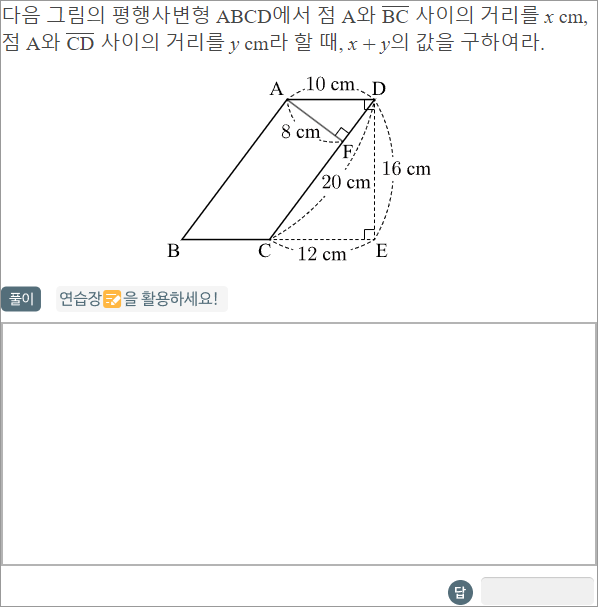 다음 그림의 평행사변형 ABCD에서 점 A와 BC 사이의 거리를 x cm,
점 A와 CD 사이의 거리를 y cm라 할 때, x + y의 값을 구하여라.
A 10 cm D
8 cm
F
20 cm 16 cm
B C 12 cm E
풀이 연습장을 활용하세요!
답